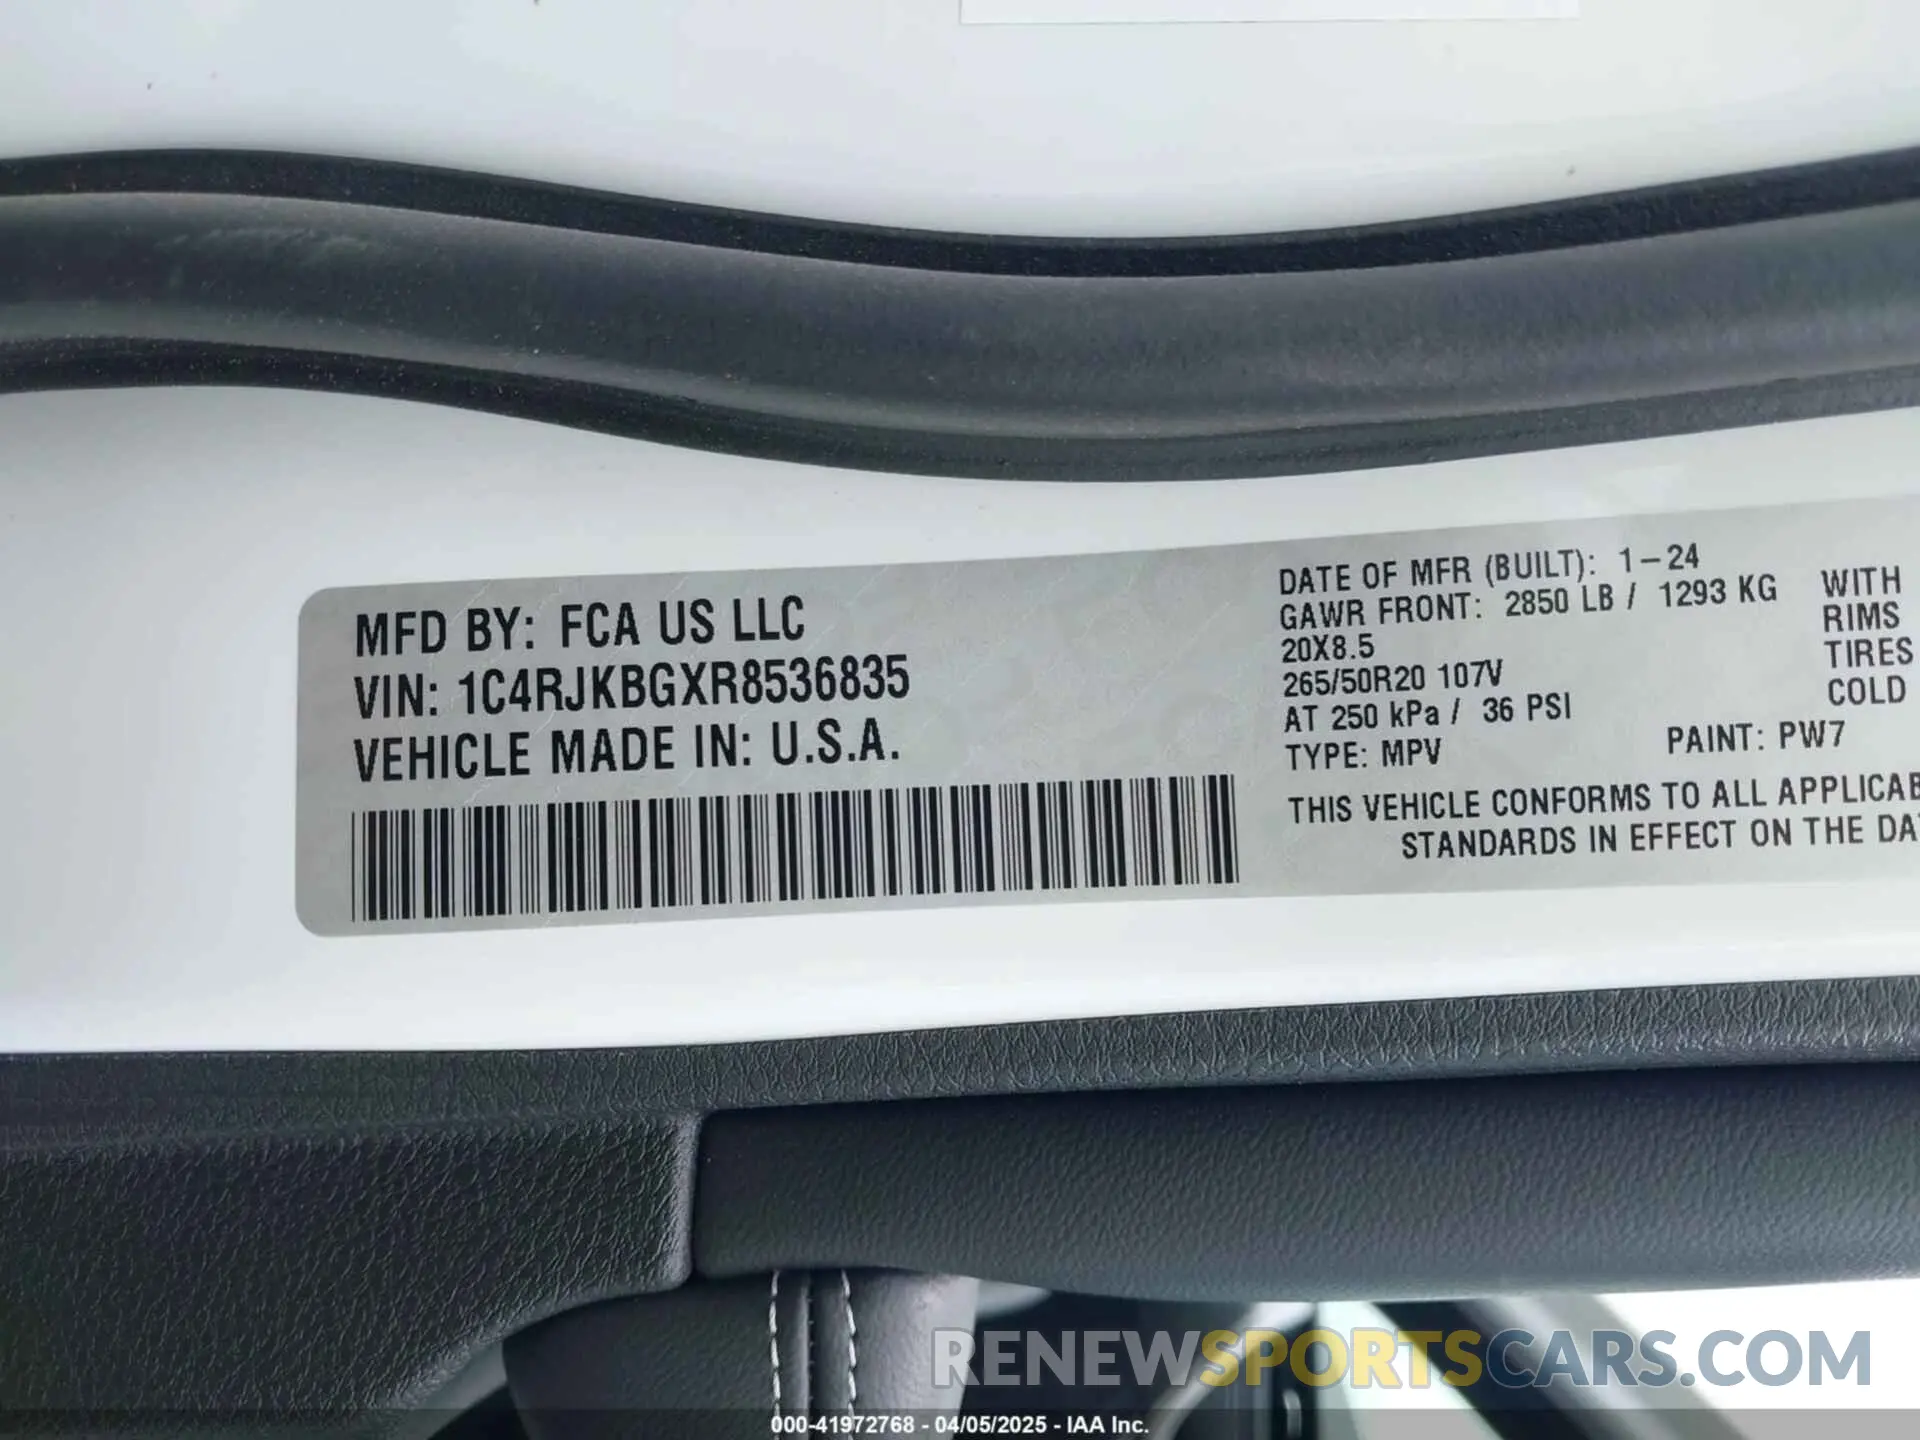 MFD BY: FCA US LLC
VIN: 1C4RJKBGXR8536835
VEHICLE MADE IN: U.S.A.
DATE OF MFR (BUILT): 1-24
GAWR FRONT: 2850 LB / 1293 KG WITH
20X8.5 RIMS
265/50R20 107V TIRES
AT 250 kPa / 36 PSI COLD
TYPE: MPV PAINT: PW7
THIS VEHICLE CONFORMS TO ALL APPLICAB
STANDARDS IN EFFECT ON THE DA
RENEWSPORTSCARS.COM
000-41972768 - 04/05/2025 - IAA Inc.